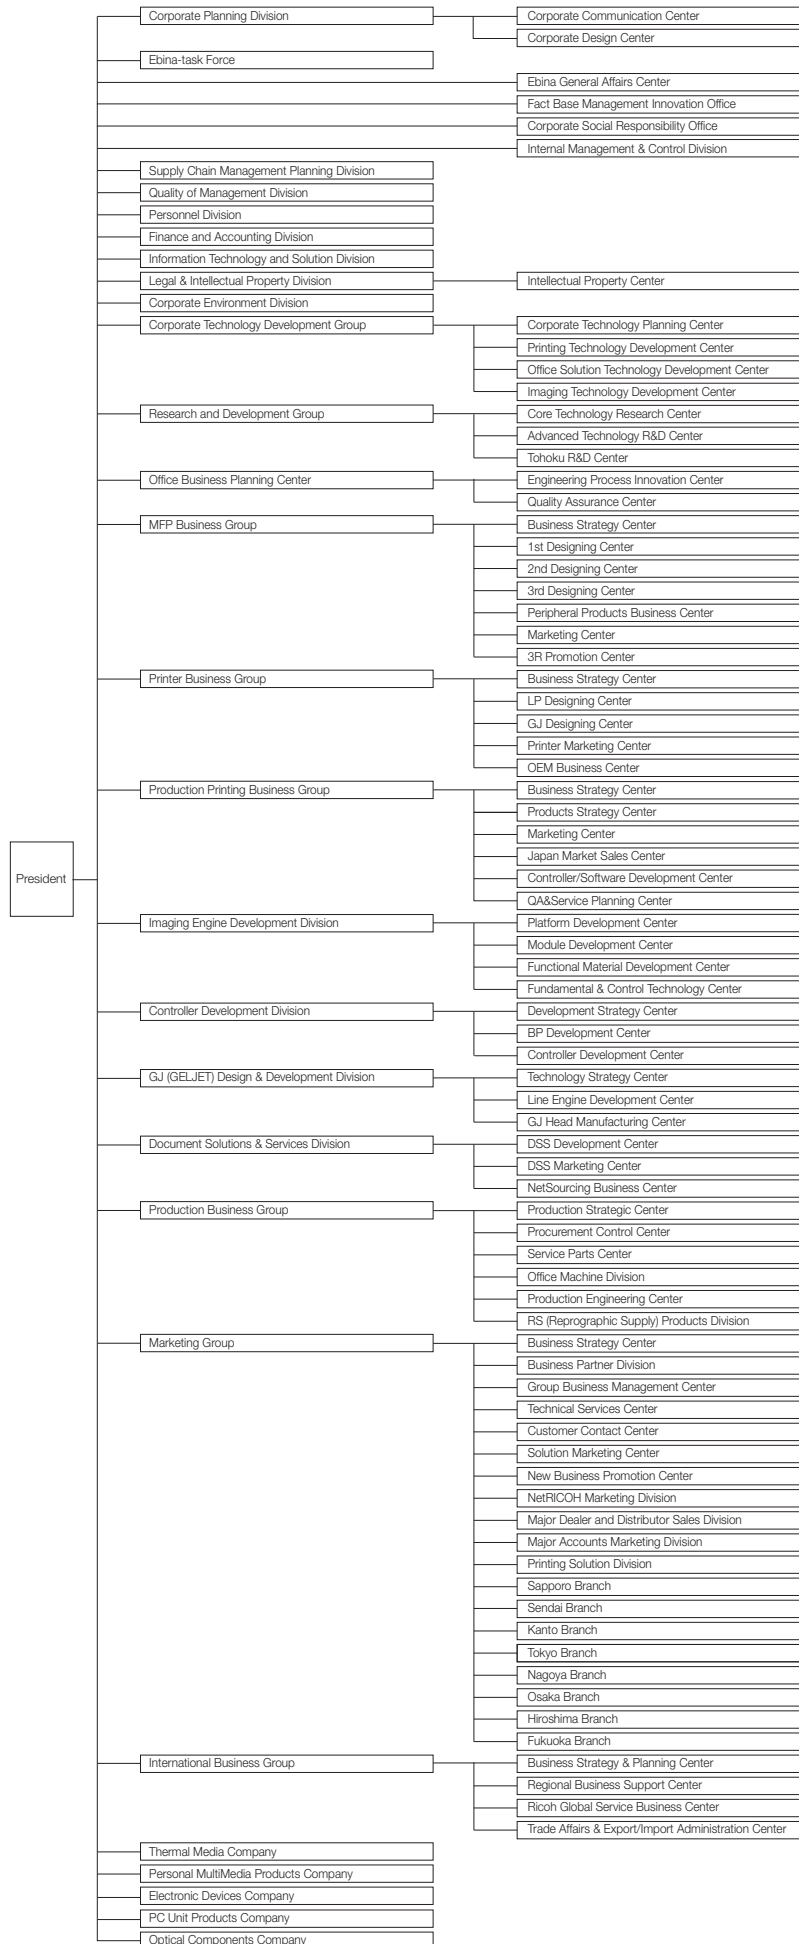 Corporate Planning Division
Corporate Communication Center
Corporate Design Center
Ebina-task Force
Ebina General Affairs Center
Fact Base Management Innovation Office
Corporate Social Responsibility Office
Internal Management & Control Division
Supply Chain Management Planning Division
Quality of Management Division
Personnel Division
Finance and Accounting Division
Information Technology and Solution Division
Legal & Intellectual Property Division
Intellectual Property Center
Corporate Environment Division
Corporate Technology Development Group
Corporate Technology Planning Center
Printing Technology Development Center
Office Solution Technology Development Center
Imaging Technology Development Center
Research and Development Group
Core Technology Research Center
Advanced Technology R&D Center
Tohoku R&D Center
Office Business Planning Center
Engineering Process Innovation Center
Quality Assurance Center
MFP Business Group
Business Strategy Center
1st Designing Center
2nd Designing Center
3rd Designing Center
Peripheral Products Business Center
Marketing Center
3R Promotion Center
Printer Business Group
Business Strategy Center
LP Designing Center
GJ Designing Center
Printer Marketing Center
OEM Business Center
Production Printing Business Group
Business Strategy Center
Products Strategy Center
Marketing Center
Japan Market Sales Center
President
Controller/Software Development Center
QA&Service Planning Center
Imaging Engine Development Division
Platform Development Center
Module Development Center
Functional Material Development Center
Fundamental & Control Technology Center
Controller Development Division
Development Strategy Center
BP Development Center
Controller Development Center
GJ (GELJET) Design & Development Division
Technology Strategy Center
Line Engine Development Center
GJ Head Manufacturing Center
Document Solutions & Services Division
DSS Development Center
DSS Marketing Center
NetSourcing Business Center
Production Business Group
Production Strategic Center
Procurement Control Center
Service Parts Center
Office Machine Division
Production Engineering Center
RS (Reprographic Supply) Products Division
Marketing Group
Business Strategy Center
Business Partner Division
Group Business Management Center
Technical Services Center
Customer Contact Center
Solution Marketing Center
New Business Promotion Center
NetRICOH Marketing Division
Major Dealer and Distributor Sales Division
Major Accounts Marketing Division
Printing Solution Division
Sapporo Branch
Sendai Branch
Kanto Branch
Tokyo Branch
Nagoya Branch
Osaka Branch
Hiroshima Branch
Fukuoka Branch
International Business Group
Business Strategy & Planning Center
Regional Business Support Center
Ricoh Global Service Business Center
Trade Affairs & Export/Import Administration Center
Thermal Media Company
Personal MultiMedia Products Company
Electronic Devices Company
PC Unit Products Company
Optical Components Company